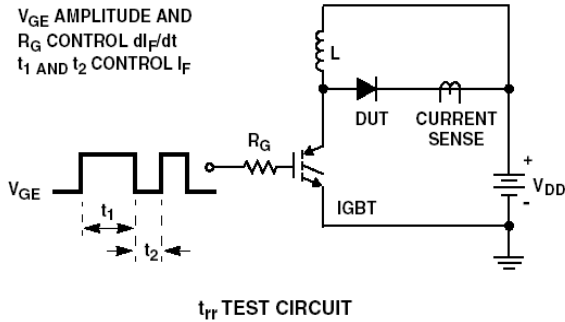 VGE AMPLITUDE AND
RG CONTROL dIF/dt
t1 AND t2 CONTROL IF
L
DUT
CURRENT
SENSE
RG
VGE
t1
t2
IGBT
+
VDD
-
trr TEST CIRCUIT